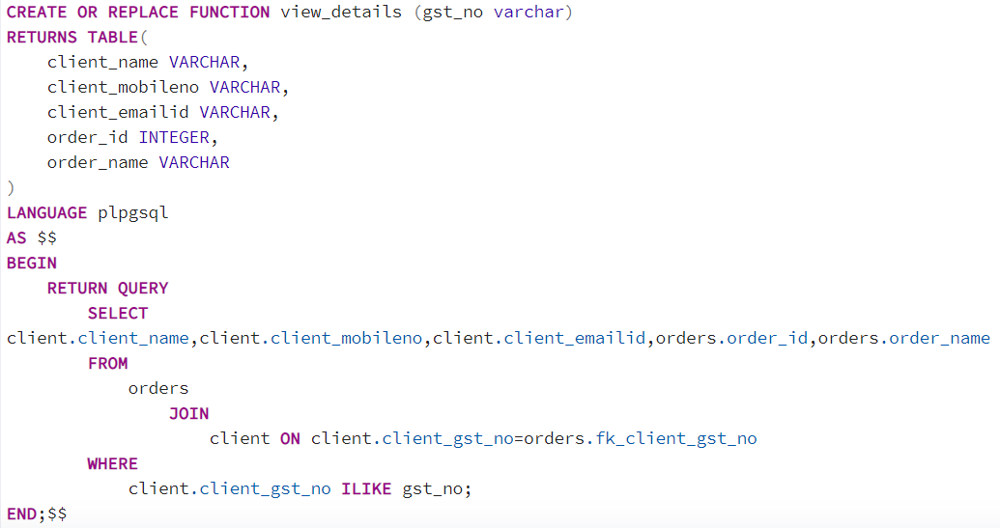 CREATE OR REPLACE FUNCTION view_details (gst_no varchar)
RETURNS TABLE(
    client_name VARCHAR,
    client_mobileno VARCHAR,
    client_emailid VARCHAR,
    order_id INTEGER,
    order_name VARCHAR
)
LANGUAGE plpgsql
AS $$
BEGIN
    RETURN QUERY
        SELECT
client.client_name,client.client_mobileno,client.client_emailid,orders.order_id,orders.order_name
        FROM
            orders
                JOIN
                    client ON client.client_gst_no=orders.fk_client_gst_no
        WHERE
            client.client_gst_no ILIKE gst_no;
END;$$